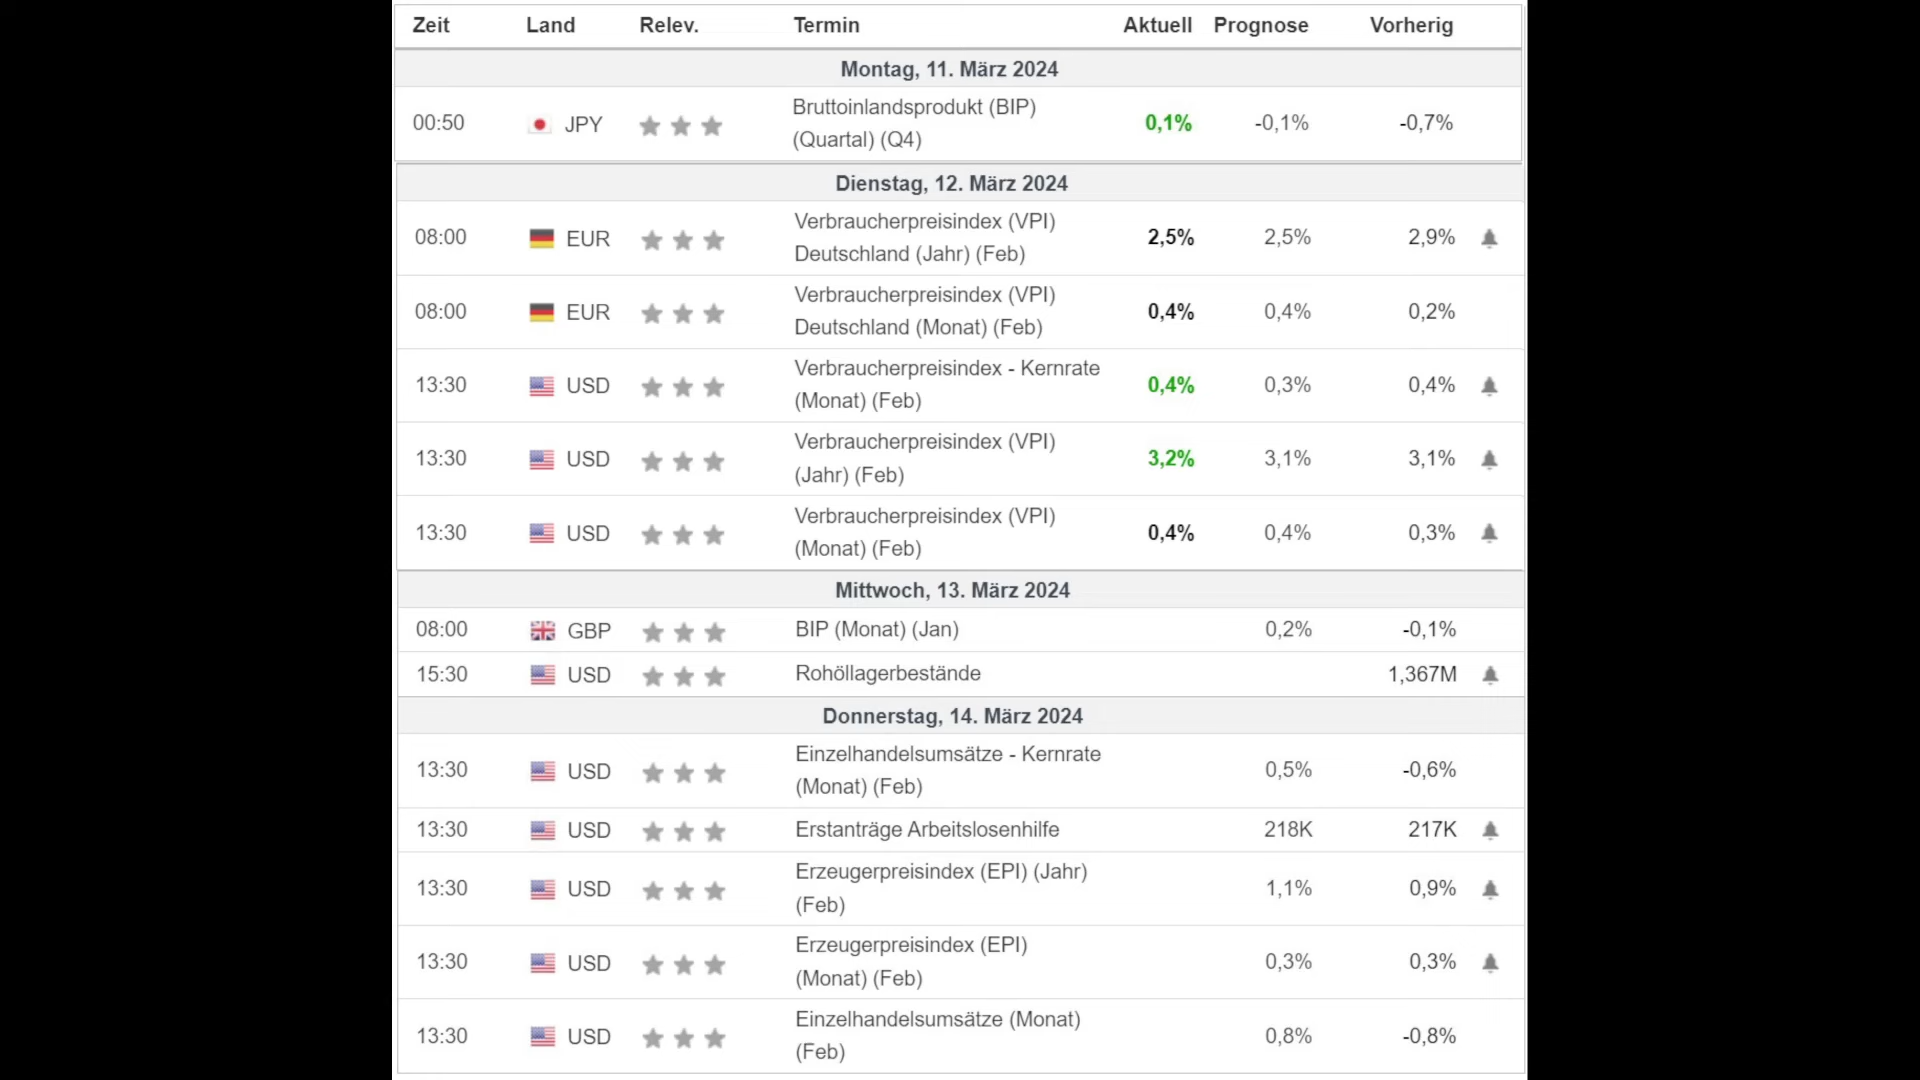 Zeit Land Relev. Termin Aktuell Prognose Vorherig
Montag, 11. März 2024
00:50 JPY Bruttoinlandsprodukt (BIP) 0,1% -0,1% -0,7%
(Quartal) (Q4)
Dienstag, 12. März 2024
08:00 EUR Verbraucherpreisindex (VPI) 2,5% 2,5% 2,9%
Deutschland (Jahr) (Feb)
08:00 EUR Verbraucherpreisindex (VPI) 0,4% 0,4% 0,2%
Deutschland (Monat) (Feb)
13:30 USD Verbraucherpreisindex - Kernrate 0,4% 0,3% 0,4%
(Monat) (Feb)
13:30 USD Verbraucherpreisindex (VPI) 3,2% 3,1% 3,1%
(Jahr) (Feb)
13:30 USD Verbraucherpreisindex (VPI) 0,4% 0,4% 0,3%
(Monat) (Feb)
Mittwoch, 13. März 2024
08:00 GBP BIP (Monat) (Jan) 0,2% -0,1%
15:30 USD Rohöllagerbestände 1,367M
Donnerstag, 14. März 2024
13:30 USD Einzelhandelsumsätze - Kernrate 0,5% -0,6%
(Monat) (Feb)
13:30 USD Erstanträge Arbeitslosenhilfe 218K 217K
13:30 USD Erzeugerpreisindex (EPI) (Jahr) 1,1% 0,9%
(Feb)
13:30 USD Erzeugerpreisindex (EPI) 0,3% 0,3%
(Monat) (Feb)
13:30 USD Einzelhandelsumsätze (Monat) 0,8% -0,8%
(Feb)